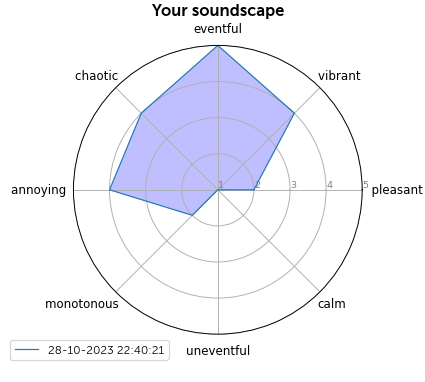 Your soundscape
eventful
chaotic
vibrant
annoying
1
2
3
4
5
pleasant
monotonous
calm
uneventful
28-10-2023 22:40:21